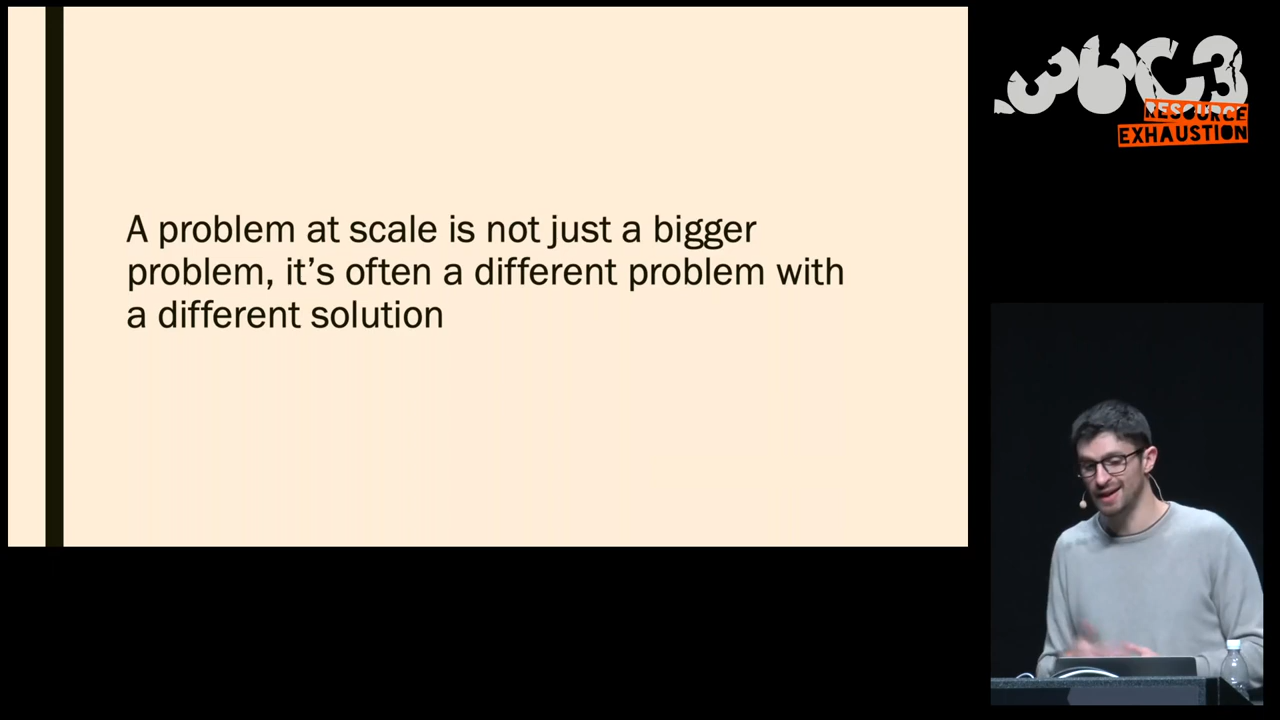 A problem at scale is not just a bigger
problem, it’s often a different problem with
a different solution
36C3
RESOURCE
EXHAUSTION